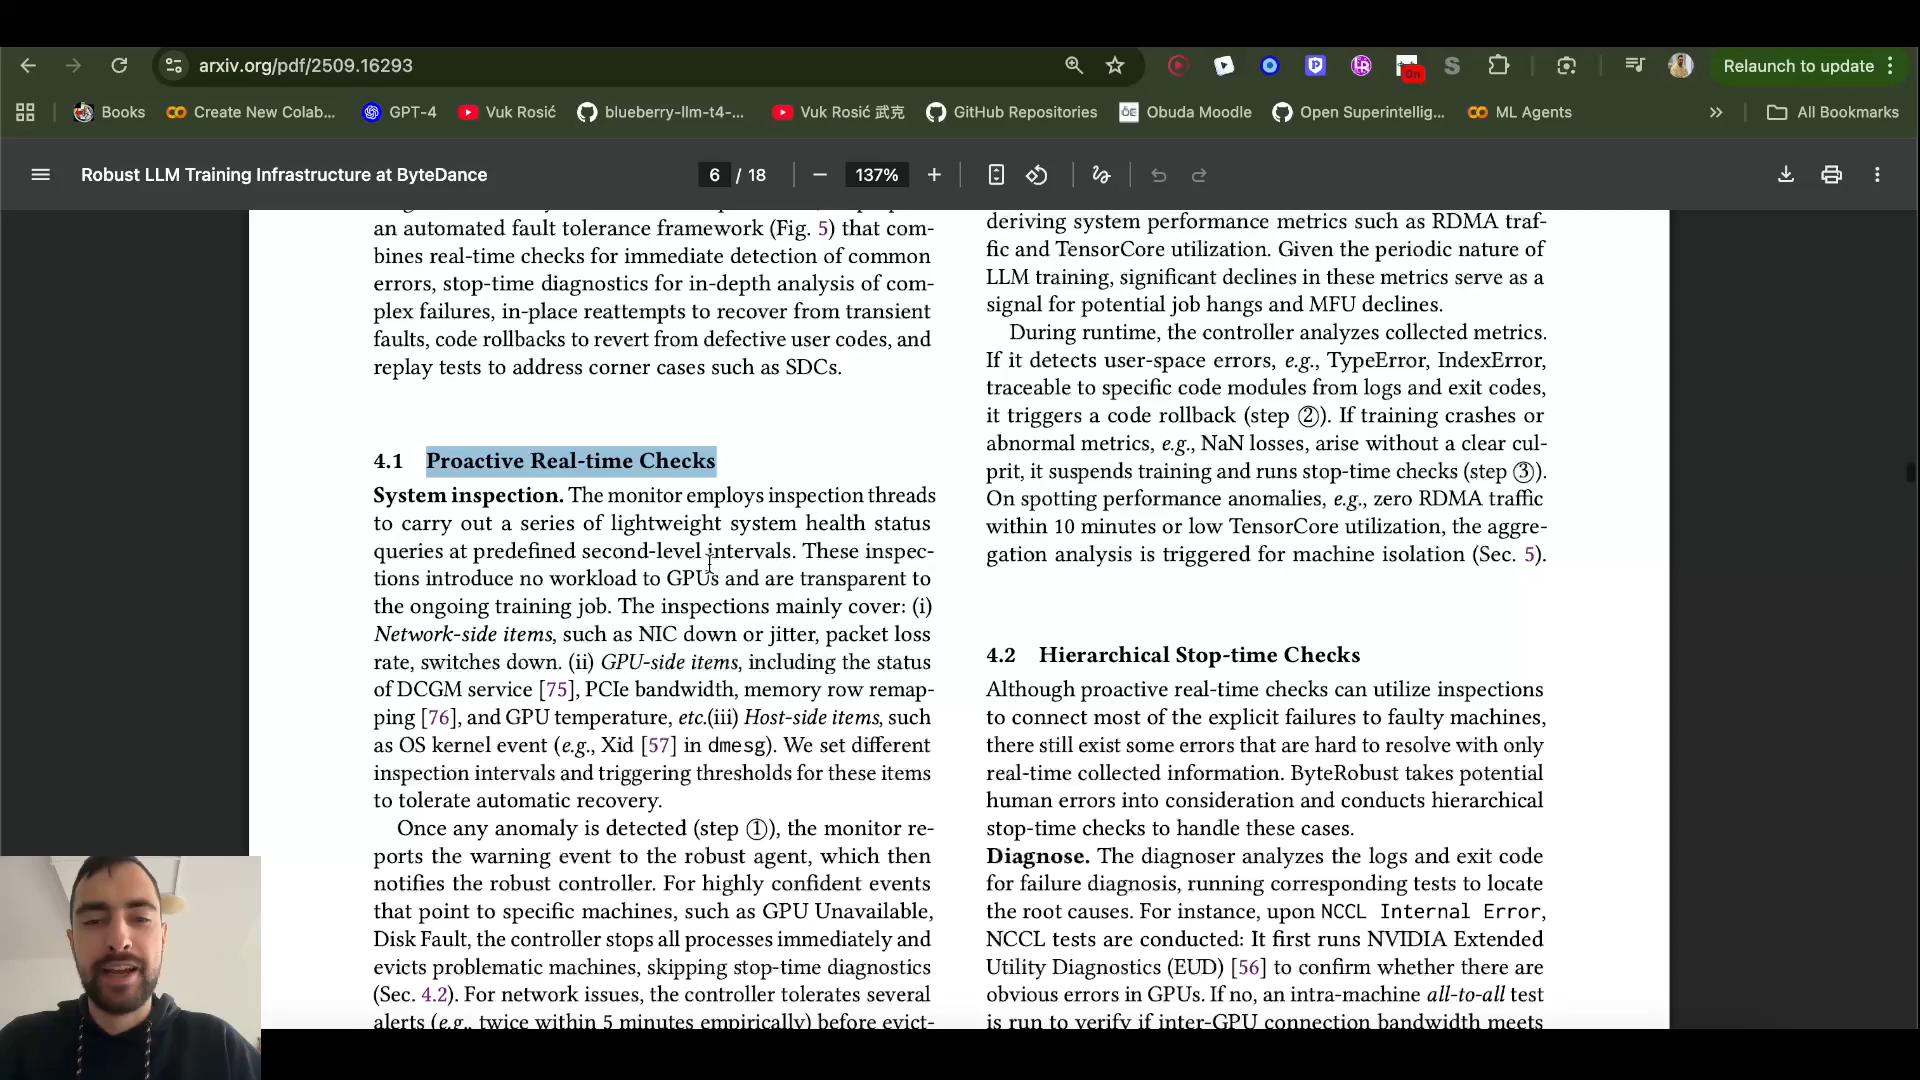 arxiv.org/pdf/2509.16293
On
S
Relaunch to update
Books
Create New Colab...
GPT-4
Vuk Rosić
blueberry-llm-t4-...
Vuk Rosić 武克
GitHub Repositories
Obuda Moodle
Open Superintellig...
ML Agents
All Bookmarks
Robust LLM Training Infrastructure at ByteDance
6 / 18
137%
an automated fault tolerance framework (Fig. 5) that com-
bines real-time checks for immediate detection of common
errors, stop-time diagnostics for in-depth analysis of com-
plex failures, in-place reattempts to recover from transient
faults, code rollbacks to revert from defective user codes, and
replay tests to address corner cases such as SDCs.
4.1 Proactive Real-time Checks
System inspection. The monitor employs inspection threads
to carry out a series of lightweight system health status
queries at predefined second-level intervals. These inspec-
tions introduce no workload to GPUs and are transparent to
the ongoing training job. The inspections mainly cover: (i)
Network-side items, such as NIC down or jitter, packet loss
rate, switches down. (ii) GPU-side items, including the status
of DCGM service [75], PCIe bandwidth, memory row remap-
ping [76], and GPU temperature, etc.(iii) Host-side items, such
as OS kernel event (e.g., Xid [57] in dmesg). We set different
inspection intervals and triggering thresholds for these items
to tolerate automatic recovery.
Once any anomaly is detected (step ①), the monitor re-
ports the warning event to the robust agent, which then
notifies the robust controller. For highly confident events
that point to specific machines, such as GPU Unavailable,
Disk Fault, the controller stops all processes immediately and
evicts problematic machines, skipping stop-time diagnostics
(Sec. 4.2). For network issues, the controller tolerates several
alerts (e.g., twice within 5 minutes empirically) before evict-
deriving system performance metrics such as RDMA traf-
fic and TensorCore utilization. Given the periodic nature of
LLM training, significant declines in these metrics serve as a
signal for potential job hangs and MFU declines.
During runtime, the controller analyzes collected metrics.
If it detects user-space errors, e.g., TypeError, IndexError,
traceable to specific code modules from logs and exit codes,
it triggers a code rollback (step ②). If training crashes or
abnormal metrics, e.g., NaN losses, arise without a clear cul-
prit, it suspends training and runs stop-time checks (step ③).
On spotting performance anomalies, e.g., zero RDMA traffic
within 10 minutes or low TensorCore utilization, the aggre-
gation analysis is triggered for machine isolation (Sec. 5).
4.2 Hierarchical Stop-time Checks
Although proactive real-time checks can utilize inspections
to connect most of the explicit failures to faulty machines,
there still exist some errors that are hard to resolve with only
real-time collected information. ByteRobust takes potential
human errors into consideration and conducts hierarchical
stop-time checks to handle these cases.
Diagnose. The diagnoser analyzes the logs and exit code
for failure diagnosis, running corresponding tests to locate
the root causes. For instance, upon NCCL Internal Error,
NCCL tests are conducted: It first runs NVIDIA Extended
Utility Diagnostics (EUD) [56] to confirm whether there are
obvious errors in GPUs. If no, an intra-machine all-to-all test
is run to verify if inter-GPU connection bandwidth meets